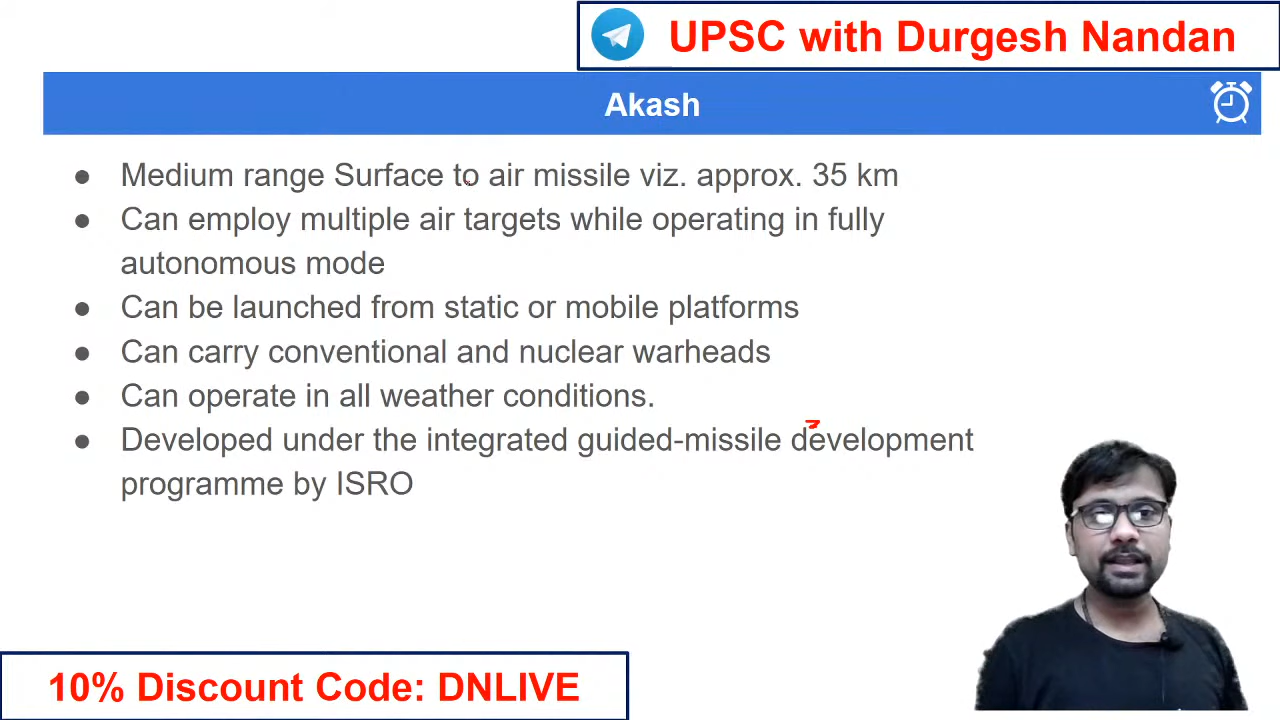 UPSC with Durgesh Nandan
Akash
● Medium range Surface to air missile viz. approx. 35 km
● Can employ multiple air targets while operating in fully
autonomous mode
● Can be launched from static or mobile platforms
● Can carry conventional and nuclear warheads
● Can operate in all weather conditions.
● Developed under the integrated guided-missile development
programme by ISRO
10% Discount Code: DNLIVE